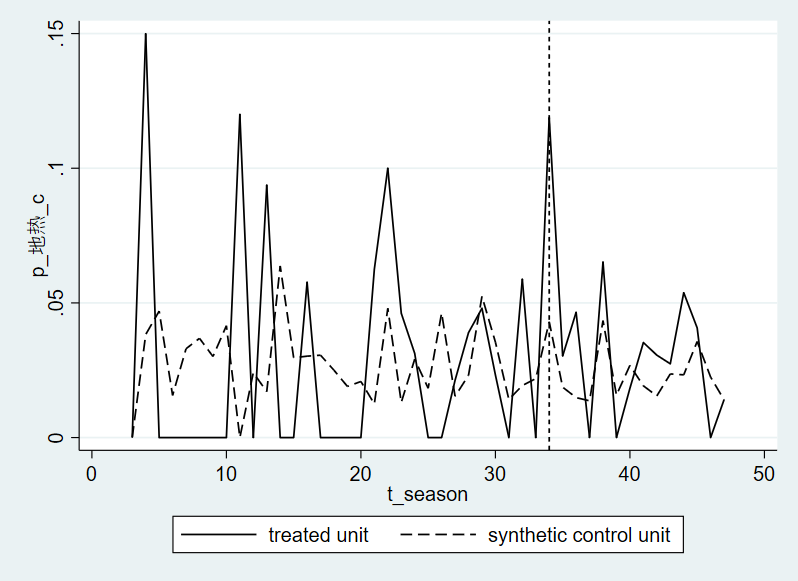 .15
.1
.05
0
p_地热_c
0 10 20 30 40 50
t_season
treated unit synthetic control unit